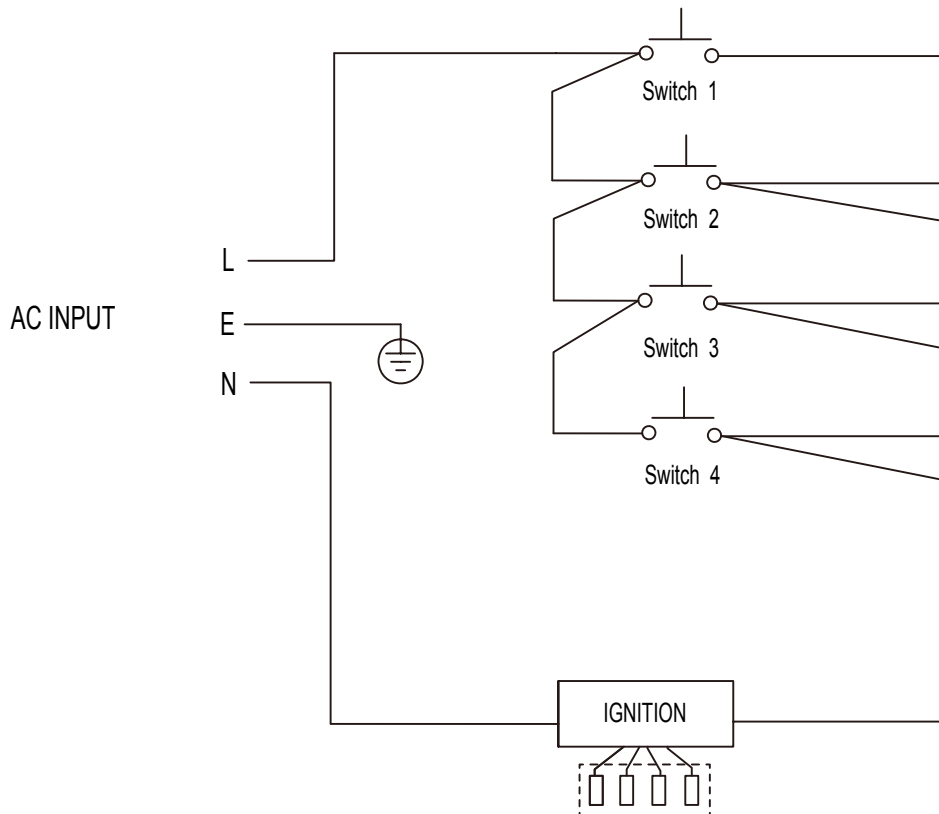 Switch 1
Switch 2
L
AC INPUT
E
Switch 3
N
Switch 4
IGNITION